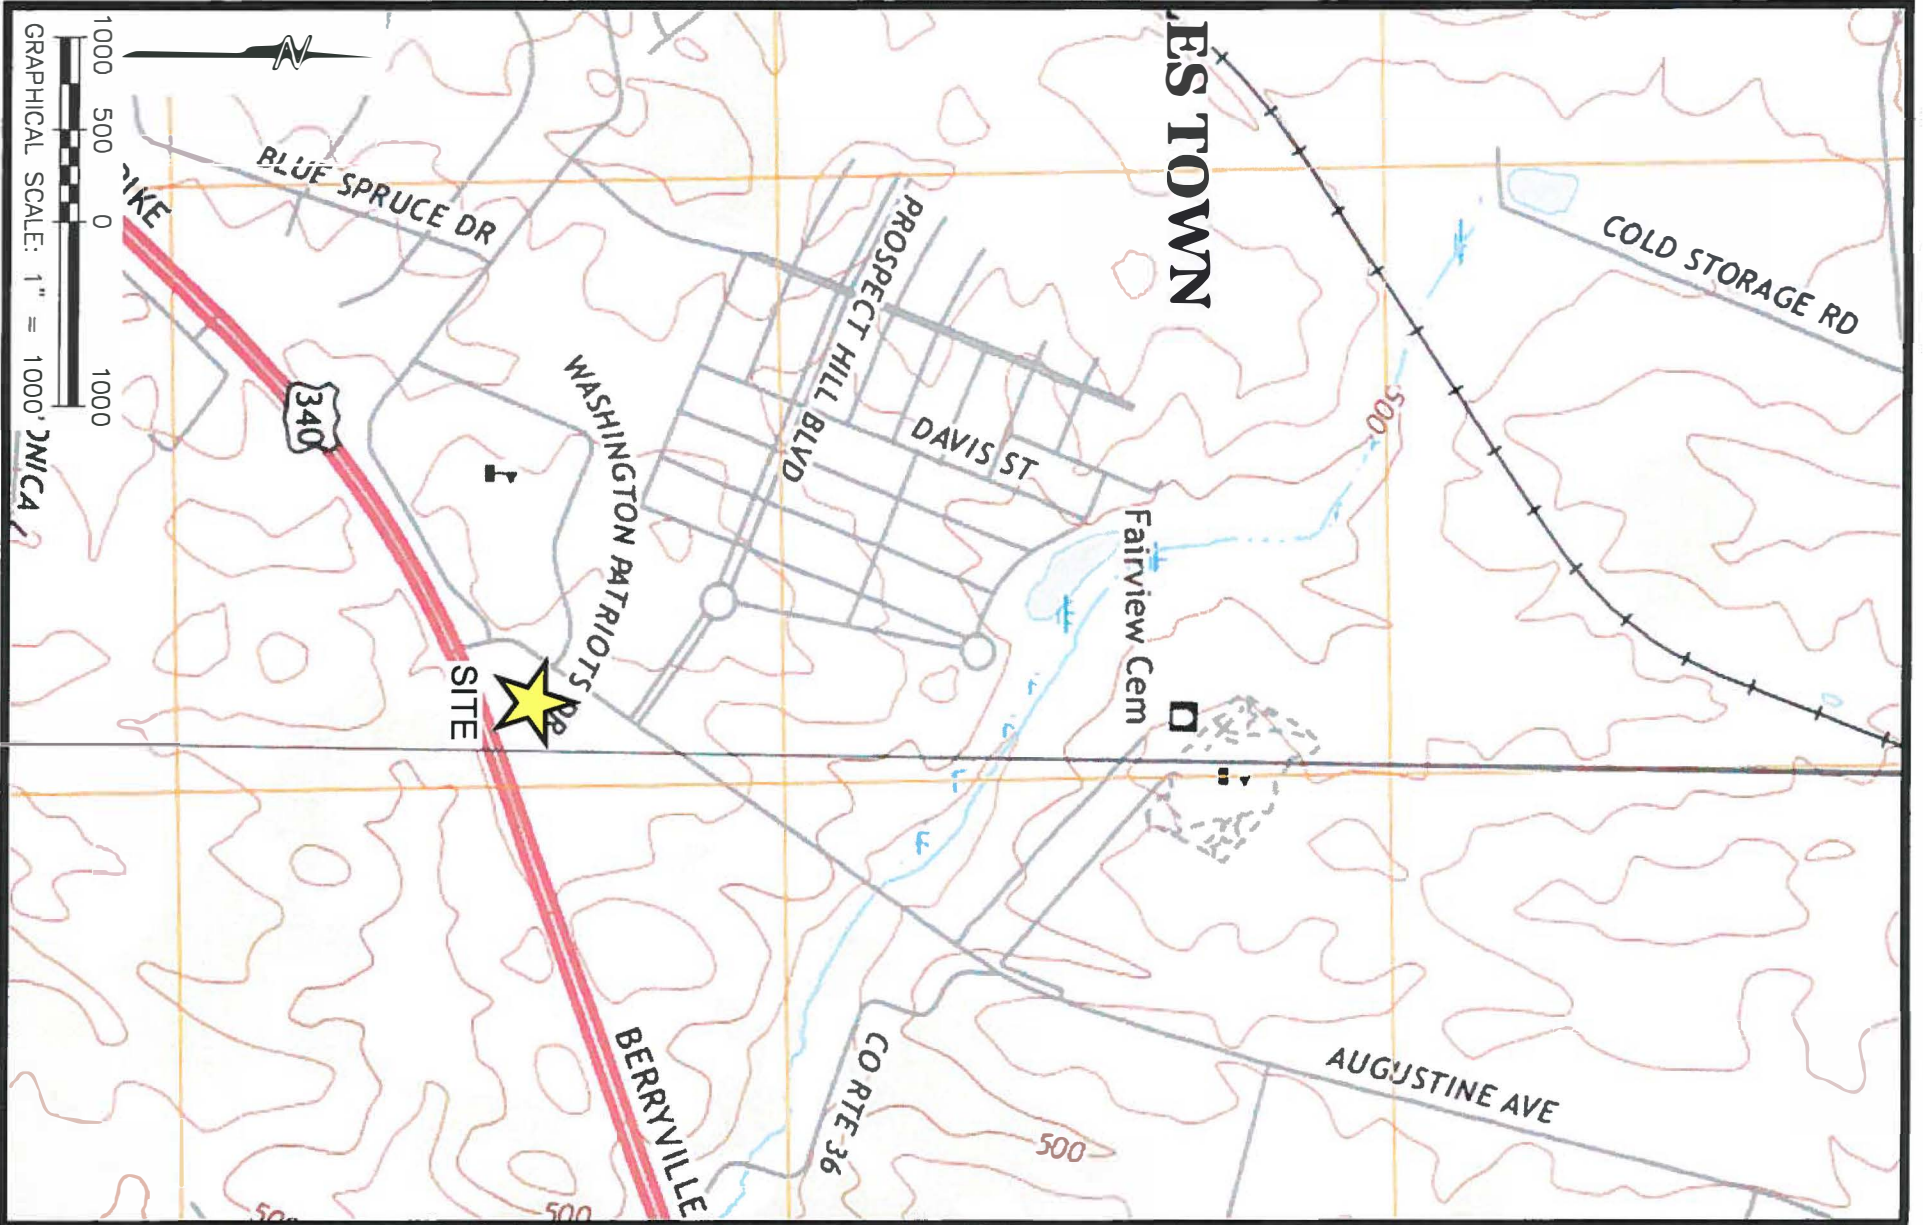 ES TOWN
COLD STORAGE RD
BLUE SPRUCE DR
PIKE
PROSPECT HILL BLVD
WASHINGTON PATRIOTS DR
DAVIS ST
500
340
Fairview Cem
SITE
AUGUSTINE AVE
CO RTE 36
BERRYVILLE
500
500
N
1000 500 0 1000
GRAPHICAL SCALE: 1" = 1000'